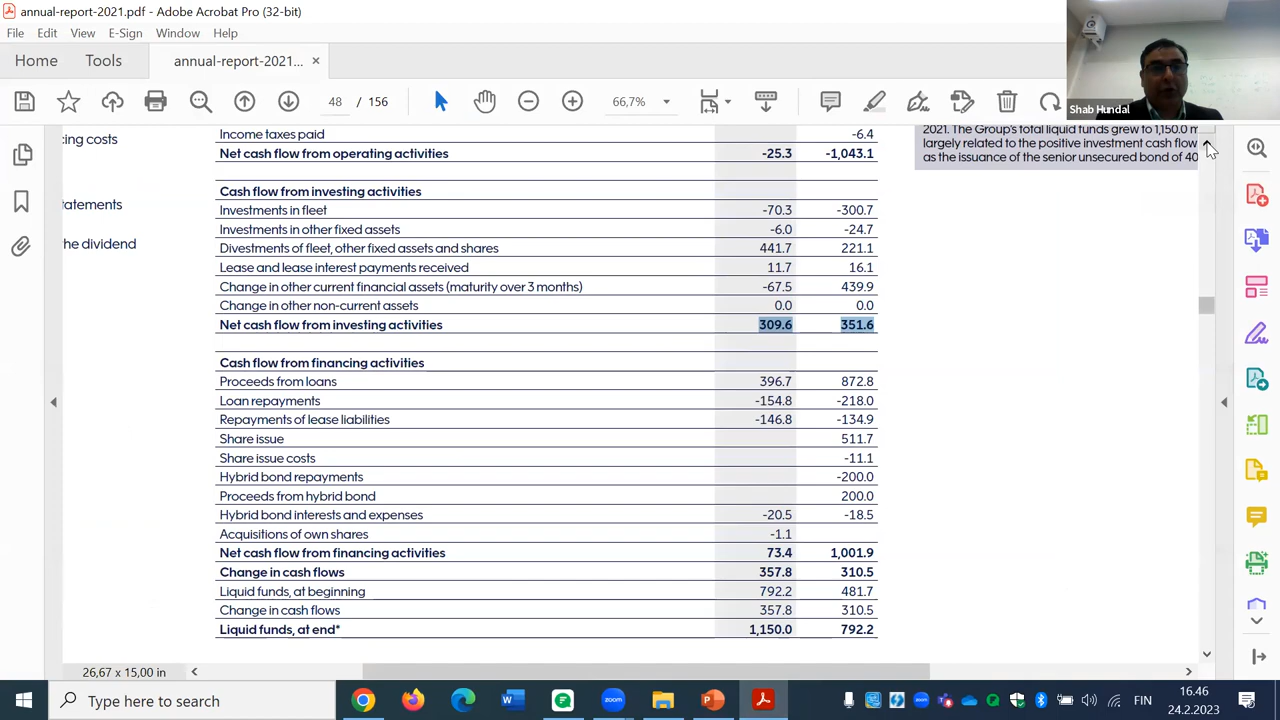 annual-report-2021.pdf - Adobe Acrobat Pro (32-bit)
File Edit View E-Sign Window Help
Home Tools annual-report-2021... ×
48 / 156 66,7%
Shab Hundal
cing costs
atements
he dividend
Income taxes paid -6.4
Net cash flow from operating activities -25.3 -1,043.1
Cash flow from investing activities
Investments in fleet -70.3 -300.7
Investments in other fixed assets -6.0 -24.7
Divestments of fleet, other fixed assets and shares 441.7 221.1
Lease and lease interest payments received 11.7 16.1
Change in other current financial assets (maturity over 3 months) -67.5 439.9
Change in other non-current assets 0.0 0.0
Net cash flow from investing activities 309.6 351.6
Cash flow from financing activities
Proceeds from loans 396.7 872.8
Loan repayments -154.8 -218.0
Repayments of lease liabilities -146.8 -134.9
Share issue 511.7
Share issue costs -11.1
Hybrid bond repayments -200.0
Proceeds from hybrid bond 200.0
Hybrid bond interests and expenses -20.5 -18.5
Acquisitions of own shares -1.1
Net cash flow from financing activities 73.4 1,001.9
Change in cash flows 357.8 310.5
Liquid funds, at beginning 792.2 481.7
Change in cash flows 357.8 310.5
Liquid funds, at end* 1,150.0 792.2
2021. The Group's total liquid funds grew to 1,150.0 m
largely related to the positive investment cash flow
as the issuance of the senior unsecured bond of 40
26,67 x 15,00 in
Type here to search
FIN
16.46
24.2.2023